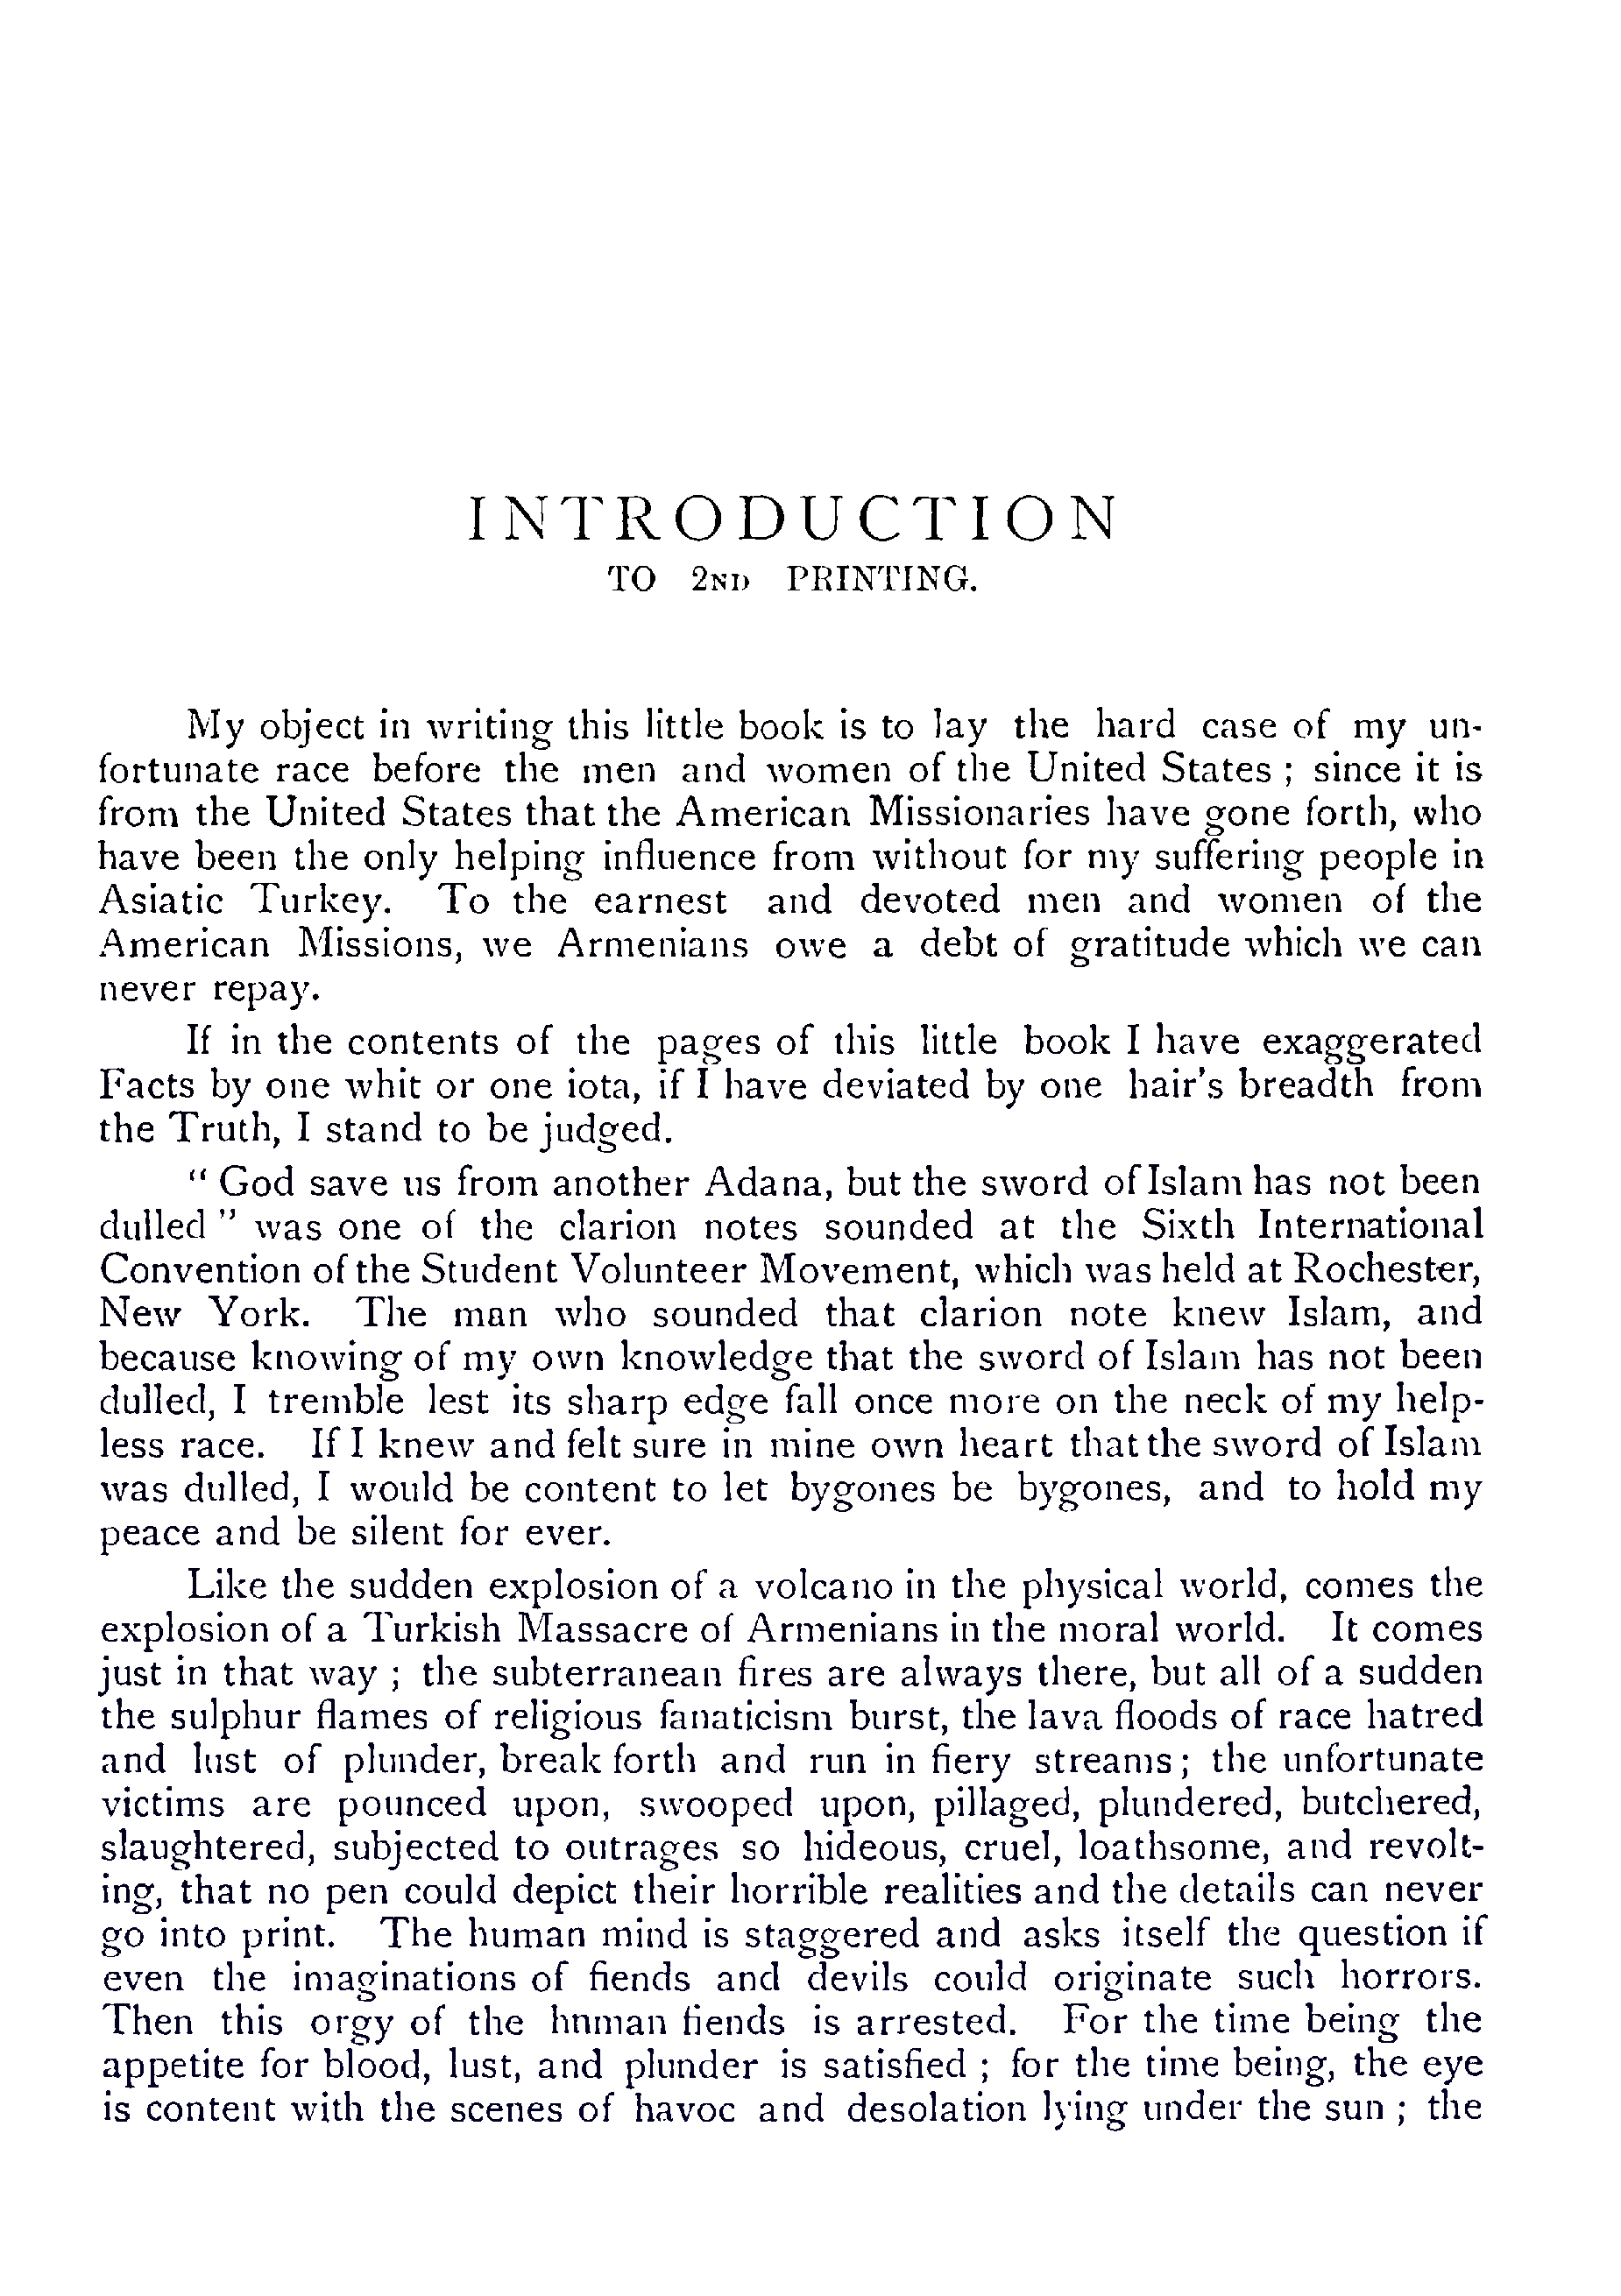 INTRODUCTION
TO 2ND PRINTING.
My object in writing this little book is to lay the hard case of my un-
fortunate race before the men and women of the United States ; since it is
from the United States that the American Missionaries have gone forth, who
have been the only helping influence from without for my suffering people in
Asiatic Turkey. To the earnest and devoted men and women of the
American Missions, we Armenians owe a debt of gratitude which we can
never repay.
If in the contents of the pages of this little book I have exaggerated
Facts by one whit or one iota, if I have deviated by one hair's breadth from
the Truth, I stand to be judged.
" God save us from another Adana, but the sword of Islam has not been
dulled " was one of the clarion notes sounded at the Sixth International
Convention of the Student Volunteer Movement, which was held at Rochester,
New York. The man who sounded that clarion note knew Islam, and
because knowing of my own knowledge that the sword of Islam has not been
dulled, I tremble lest its sharp edge fall once more on the neck of my help-
less race. If I knew and felt sure in mine own heart that the sword of Islam
was dulled, I would be content to let bygones be bygones, and to hold my
peace and be silent for ever.
Like the sudden explosion of a volcano in the physical world, comes the
explosion of a Turkish Massacre of Armenians in the moral world. It comes
just in that way ; the subterranean fires are always there, but all of a sudden
the sulphur flames of religious fanaticism burst, the lava floods of race hatred
and lust of plunder, break forth and run in fiery streams; the unfortunate
victims are pounced upon, swooped upon, pillaged, plundered, butchered,
slaughtered, subjected to outrages so hideous, cruel, loathsome, and revolt-
ing, that no pen could depict their horrible realities and the details can never
go into print. The human mind is staggered and asks itself the question if
even the imaginations of fiends and devils could originate such horrors.
Then this orgy of the hnman fiends is arrested. For the time being the
appetite for blood, lust, and plunder is satisfied ; for the time being, the eye
is content with the scenes of havoc and desolation lying under the sun ; the